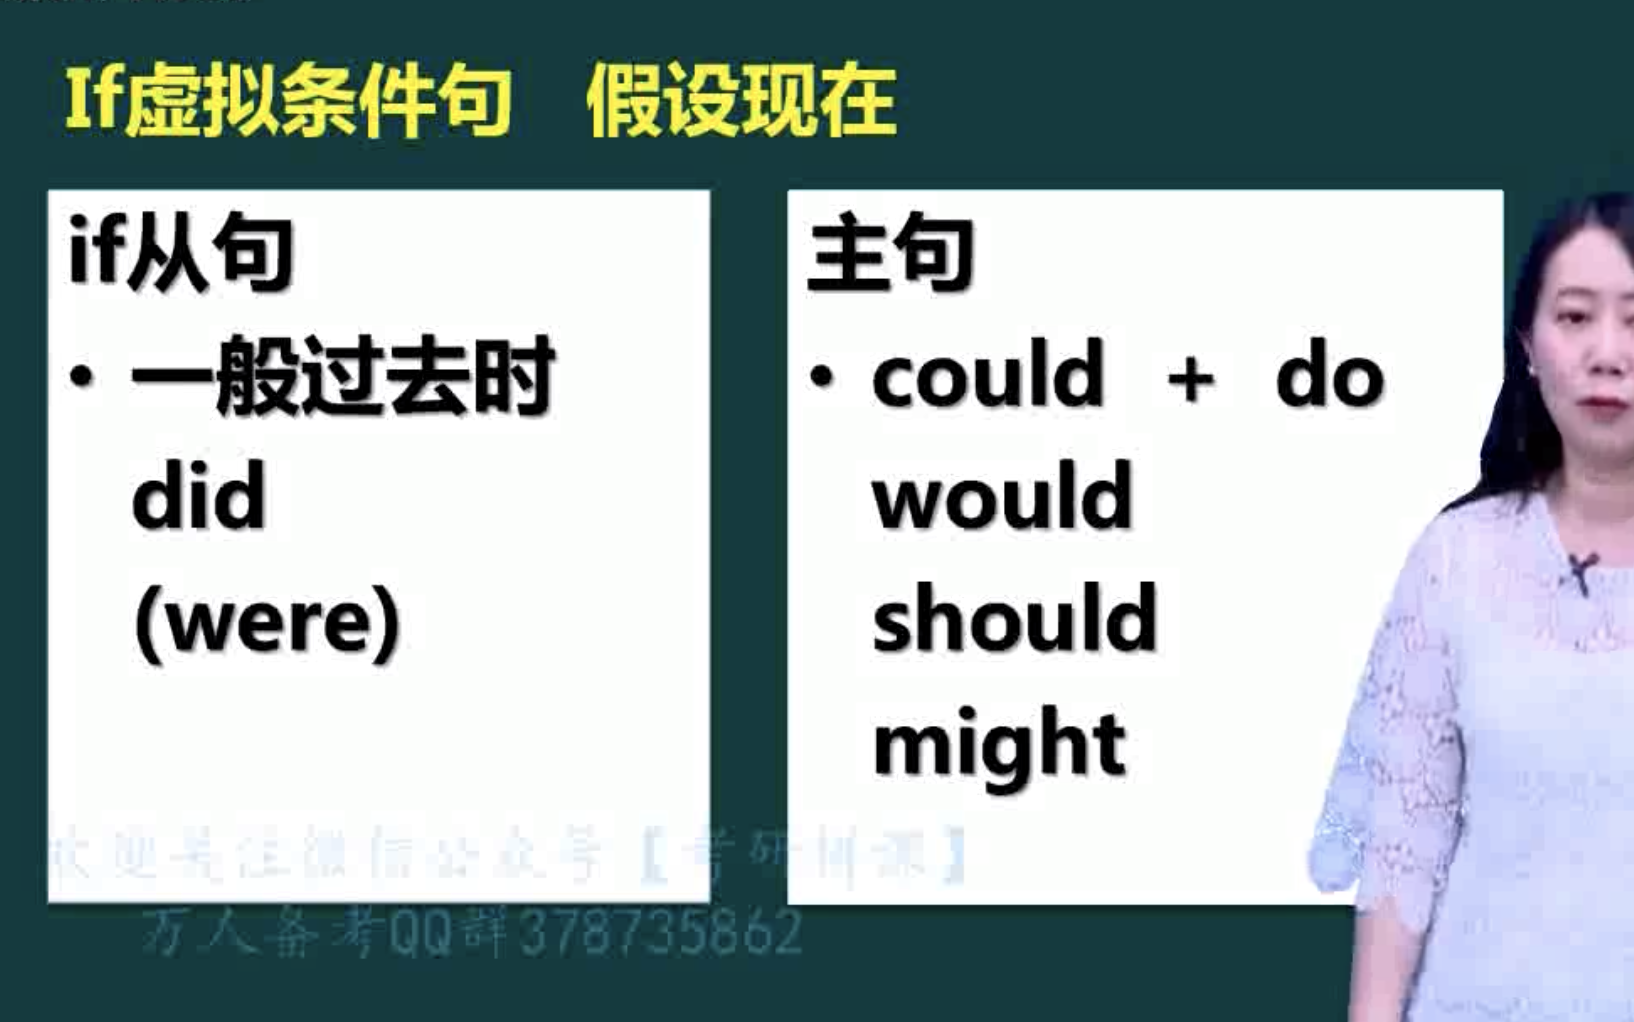 If虚拟条件句 假设现在
if从句
• 一般过去时
did
(were)
主句
• could + do
would
should
might
欢迎关注微信公众号【考研
万人备考QQ群378735862